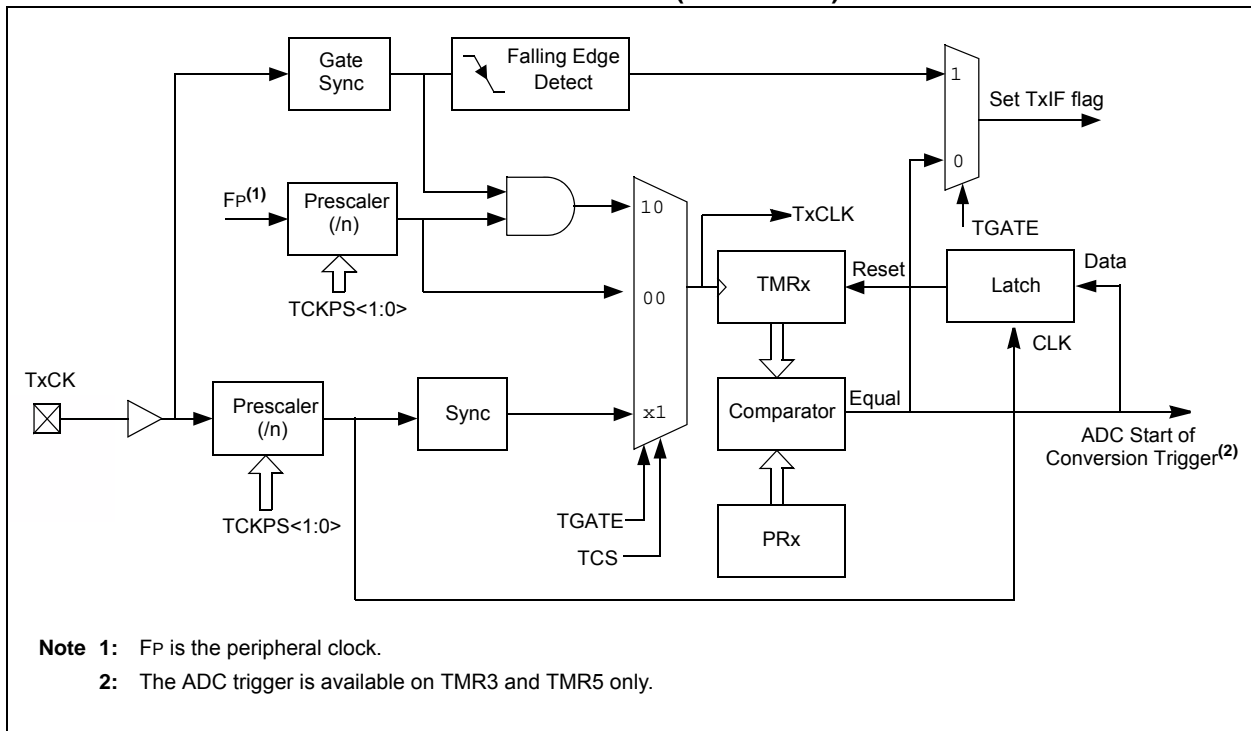 Gate
Sync
Falling Edge
Detect
1
Set TxIF flag
0
FP(1)
Prescaler
(/n)
10
TxCLK
TGATE
TCKPS<1:0>
00
TMRx
Reset
Latch
Data
CLK
TxCK
Prescaler
(/n)
Sync
x1
Comparator
Equal
ADC Start of
Conversion Trigger(2)
TCKPS<1:0>
TGATE
TCS
PRx
Note 1: FP is the peripheral clock.
2: The ADC trigger is available on TMR3 and TMR5 only.